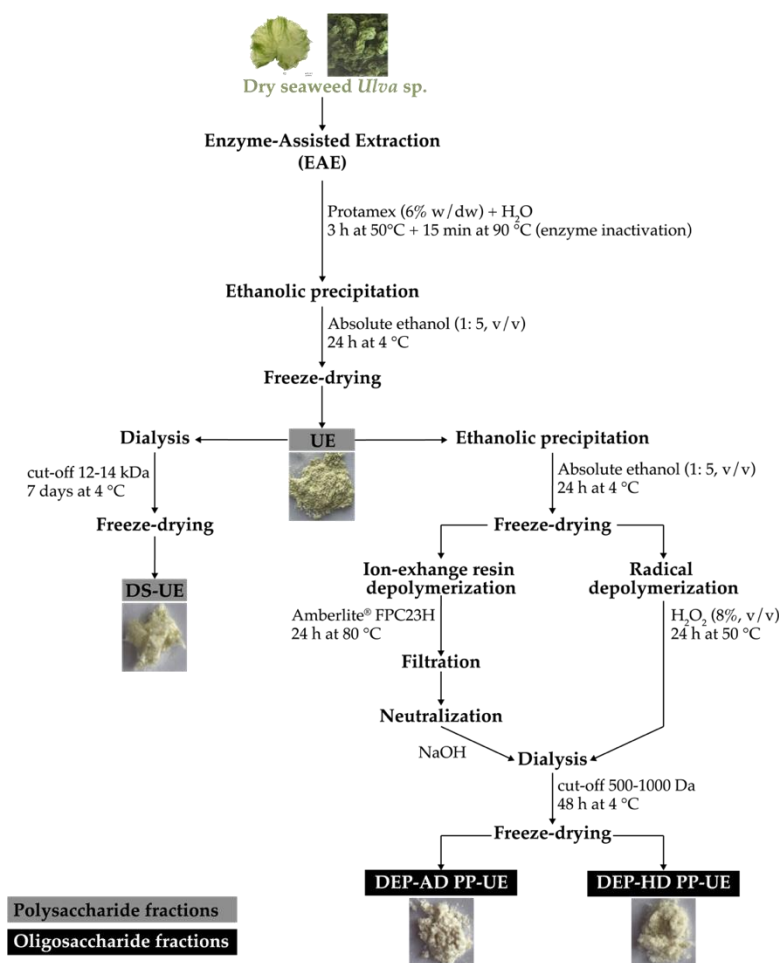 Dry seaweed Ulva sp.
Enzyme-Assisted Extraction
(EAE)
Protamex (6% w/dw) + H₂O
3 h at 50°C + 15 min at 90 °C (enzyme inactivation)
Ethanolic precipitation
Absolute ethanol (1: 5, v/v)
24 h at 4 °C
Freeze-drying
Dialysis
UE
Ethanolic precipitation
cut-off 12-14 kDa
7 days at 4 °C
Absolute ethanol (1: 5, v/v)
24 h at 4 °C
Freeze-drying
Freeze-drying
DS-UE
Ion-exhange resin
depolymerization
Radical
depolymerization
Amberlite® FPC23H
24 h at 80 °C
H₂O₂ (8%, v/v)
24 h at 50 °C
Filtration
Neutralization
NaOH
Dialysis
cut-off 500-1000 Da
48 h at 4 °C
Freeze-drying
DEP-AD PP-UE
DEP-HD PP-UE
Polysaccharide fractions
Oligosaccharide fractions